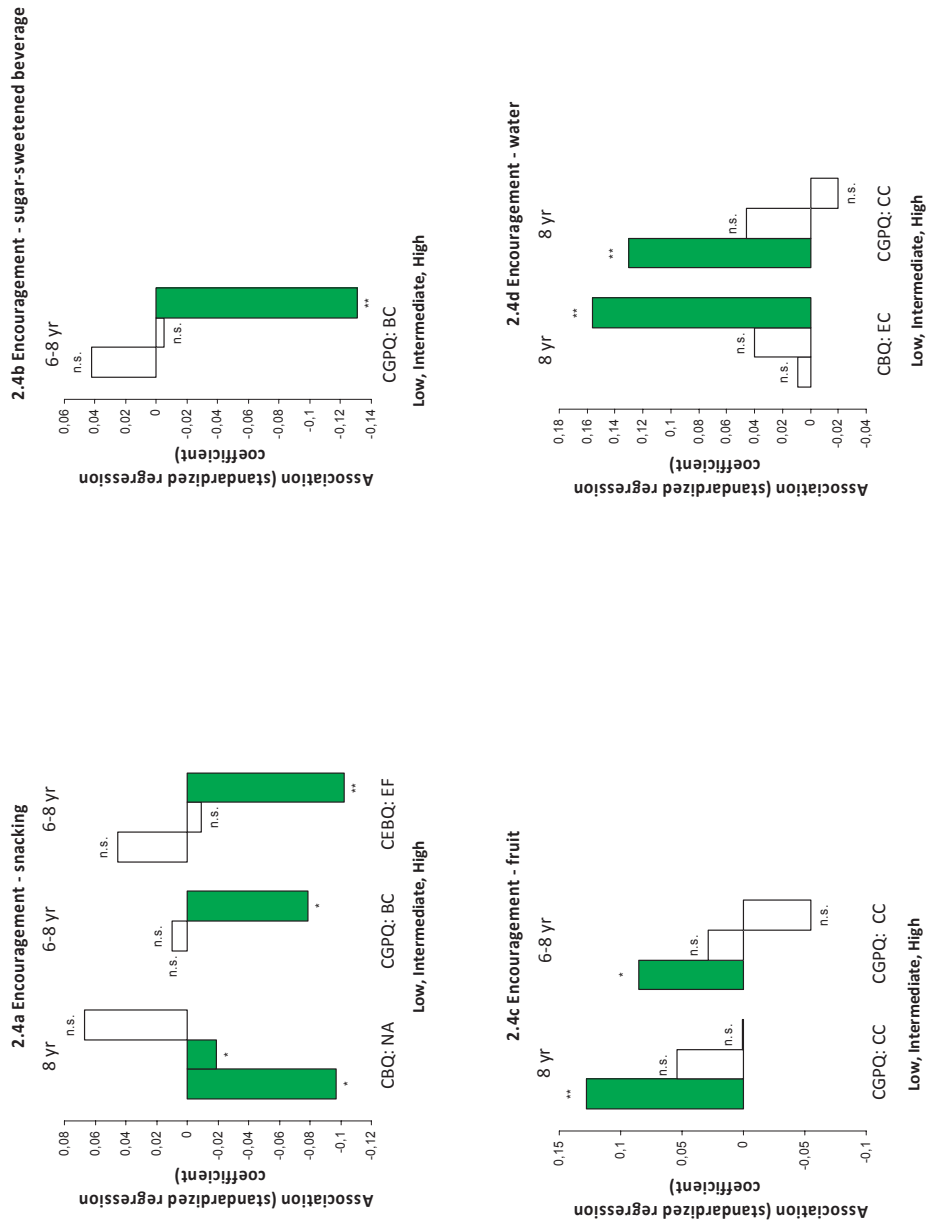 2.4a Encouragement - snacking
8 yr
6-8 yr
6-8 yr
Association (standardized regression
coefficient)
0,08
0,06
0,04
0,02
0
-0,02
-0,04
-0,06
-0,08
-0,1
-0,12
*
*
n.s.
n.s.
n.s.
*
n.s.
n.s.
**
CBQ: NA
CGPQ: BC
CEBQ: EF
Low, Intermediate, High
2.4b Encouragement - sugar-sweetened beverage
6-8 yr
Association (standardized regression
coefficient)
0,06
0,04
0,02
0
-0,02
-0,04
-0,06
-0,08
-0,1
-0,12
-0,14
n.s.
n.s.
**
CGPQ: BC
Low, Intermediate, High
2.4c Encouragement - fruit
8 yr
6-8 yr
Association (standardized regression
coefficient)
0,15
0,1
0,05
0
-0,05
-0,1
**
n.s.
n.s.
*
n.s.
n.s.
CGPQ: CC
CGPQ: CC
Low, Intermediate, High
2.4d Encouragement - water
8 yr
8 yr
Association (standardized regression
coefficient)
0,18
0,16
0,14
0,12
0,1
0,08
0,06
0,04
0,02
0
-0,02
-0,04
n.s.
n.s.
**
**
n.s.
n.s.
CBQ: EC
CGPQ: CC
Low, Intermediate, High